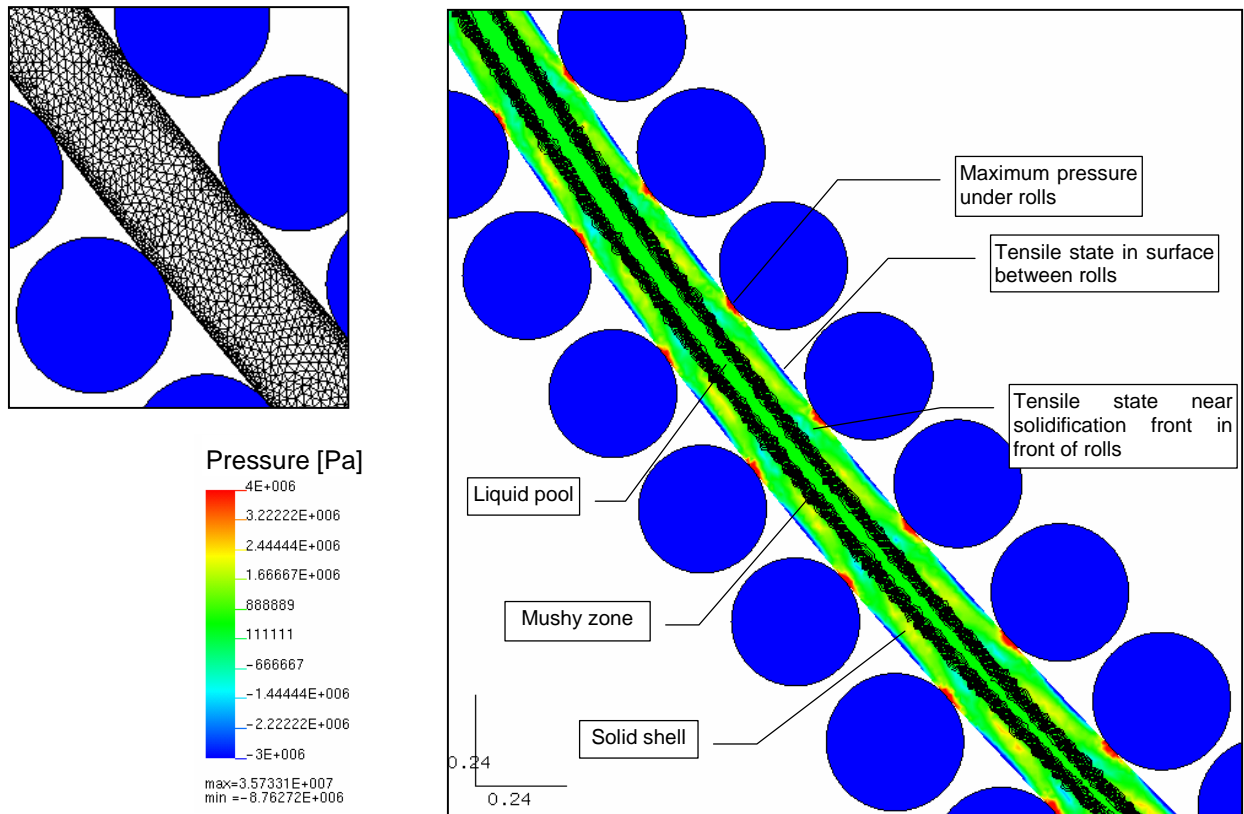 Maximum pressure
under rolls
Tensile state in surface
between rolls
Tensile state near
solidification front in
front of rolls
Liquid pool
Mushy zone
Solid shell
0.24
0.24
Pressure [Pa]
4E+006
3.22222E+006
2.44444E+006
1.66667E+006
888889
111111
-666667
-1.44444E+006
-2.22222E+006
-3E+006
max=3.57331E+007
min =-8.76272E+006